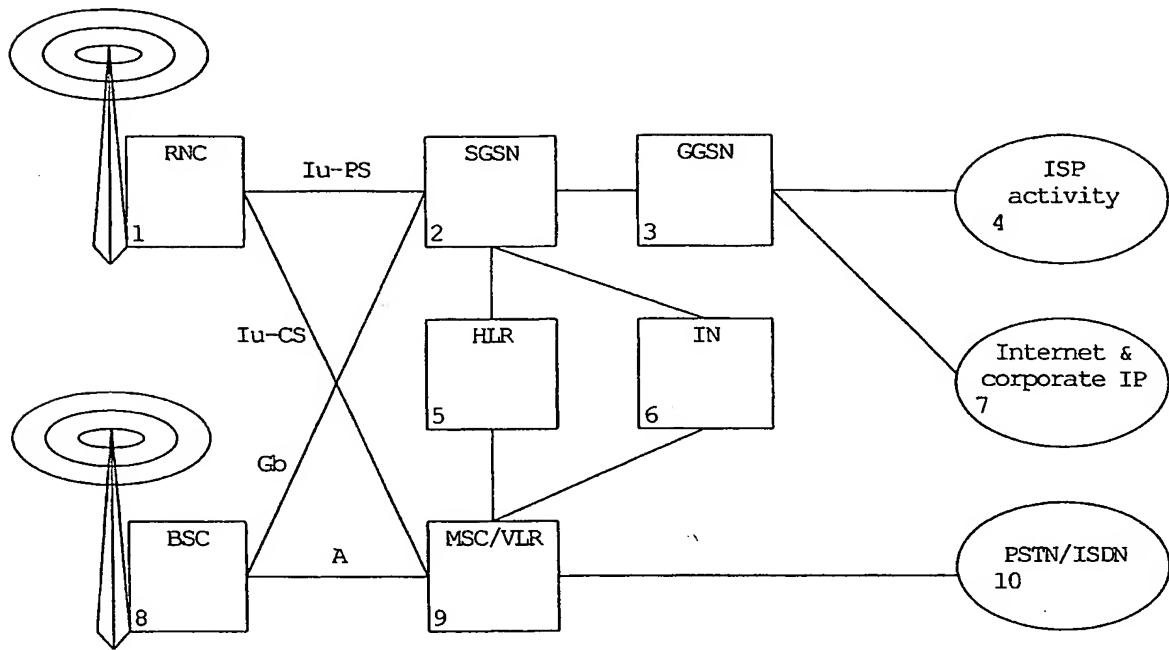 RNC
1
Iu-PS
SGSN
2
GGSN
3
ISP
activity
4
Iu-CS
HLR
5
IN
6
Internet &
corporate IP
7
Gb
BSC
8
A
MSC/VLR
9
PSTN/ISDN
10